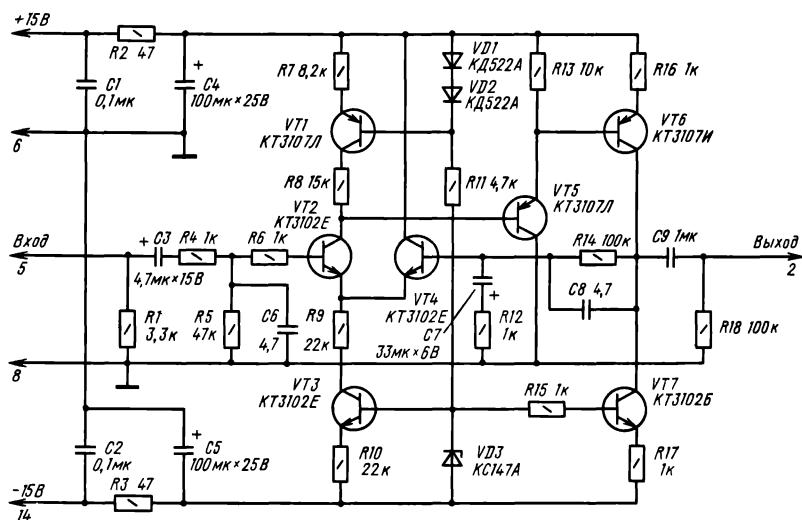 +15В
R2 47
C1
0,1мк
+
C4
100мк×25В
6
R7 8,2к
VT1
КТ3107Л
R8 15к
VD1
КД522А
VD2
КД522А
R13 10к
R16 1к
VT6
КТ3107И
R11 4,7к
VT5
КТ3107Л
VT2
КТ3102Е
Вход
5
+
C3
4,7мк×15В
R4 1к
R6 1к
R14 100к
C9 1мк
Выход
2
VT4
КТ3102Е
C8 4,7
R1
3,3к
R5
47к
C6
4,7
R9
22к
+
C7
33мк×6В
R12
1к
R18 100к
8
VT3
КТ3102Е
R15 1к
VT7
КТ3102Б
C2
0,1мк
+
C5
100мк×25В
R10
22к
VD3
КС147А
R17
1к
-15В
14
R3 47